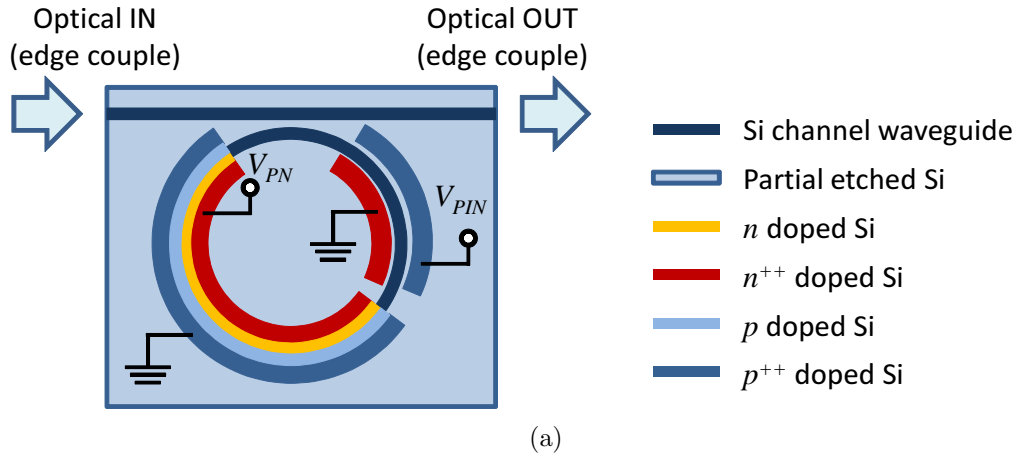 Optical IN
(edge couple)
Optical OUT
(edge couple)
V_PN
V_PIN
Si channel waveguide
Partial etched Si
n doped Si
n++ doped Si
p doped Si
p++ doped Si
(a)